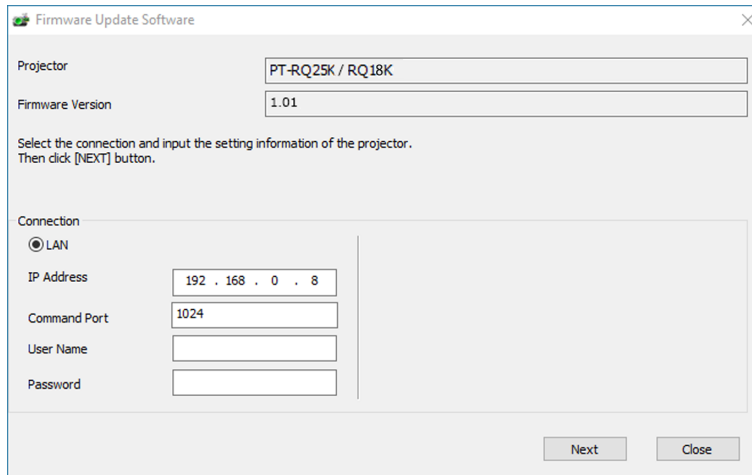 Firmware Update Software
Projector
PT-RQ25K / RQ18K
Firmware Version
1.01
Select the connection and input the setting information of the projector.
Then click [NEXT] button.
Connection
LAN
IP Address
192 . 168 . 0 . 8
Command Port
1024
User Name
Password
Next
Close